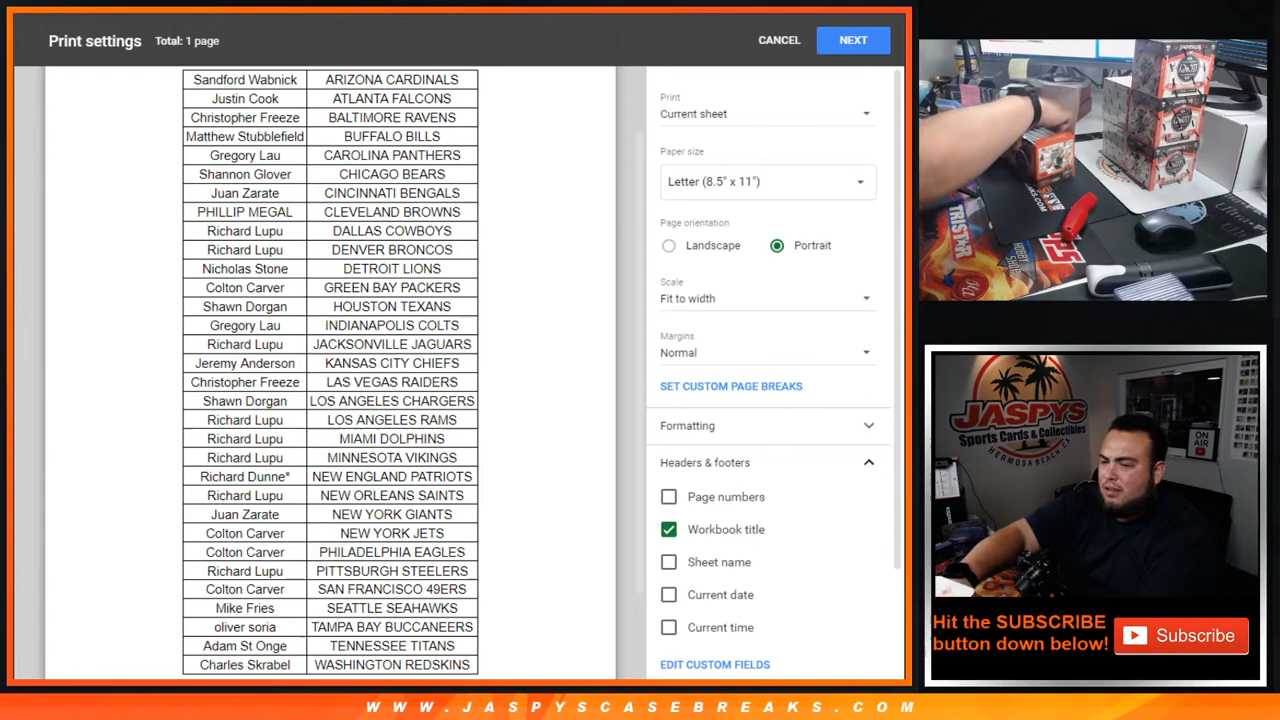 Print settings Total: 1 page CANCEL NEXT
Sandford Wabnick ARIZONA CARDINALS
Justin Cook ATLANTA FALCONS
Christopher Freeze BALTIMORE RAVENS
Matthew Stubblefield BUFFALO BILLS
Gregory Lau CAROLINA PANTHERS
Shannon Glover CHICAGO BEARS
Juan Zarate CINCINNATI BENGALS
PHILLIP MEGAL CLEVELAND BROWNS
Richard Lupu DALLAS COWBOYS
Richard Lupu DENVER BRONCOS
Nicholas Stone DETROIT LIONS
Colton Carver GREEN BAY PACKERS
Shawn Dorgan HOUSTON TEXANS
Gregory Lau INDIANAPOLIS COLTS
Richard Lupu JACKSONVILLE JAGUARS
Jeremy Anderson KANSAS CITY CHIEFS
Christopher Freeze LAS VEGAS RAIDERS
Shawn Dorgan LOS ANGELES CHARGERS
Richard Lupu LOS ANGELES RAMS
Richard Lupu MIAMI DOLPHINS
Richard Lupu MINNESOTA VIKINGS
Richard Dunne* NEW ENGLAND PATRIOTS
Richard Lupu NEW ORLEANS SAINTS
Juan Zarate NEW YORK GIANTS
Colton Carver NEW YORK JETS
Colton Carver PHILADELPHIA EAGLES
Richard Lupu PITTSBURGH STEELERS
Colton Carver SAN FRANCISCO 49ERS
Mike Fries SEATTLE SEAHAWKS
oliver soria TAMPA BAY BUCCANEERS
Adam St Onge TENNESSEE TITANS
Charles Skrabel WASHINGTON REDSKINS
Print
Current sheet
Paper size
Letter (8.5" x 11")
Page orientation
Landscape Portrait
Scale
Fit to width
Margins
Normal
SET CUSTOM PAGE BREAKS
Formatting
Headers & footers
Page numbers
Workbook title
Sheet name
Current date
Current time
EDIT CUSTOM FIELDS
TRISTAR
HOBBY
SHOP
JASPYS
Sports Cards & Collectibles
HERMOSA BEACH, CA
ON
AIR
Hit the SUBSCRIBE
button down below!
Subscribe
WWW.JASPYSCASEBREAKS.COM